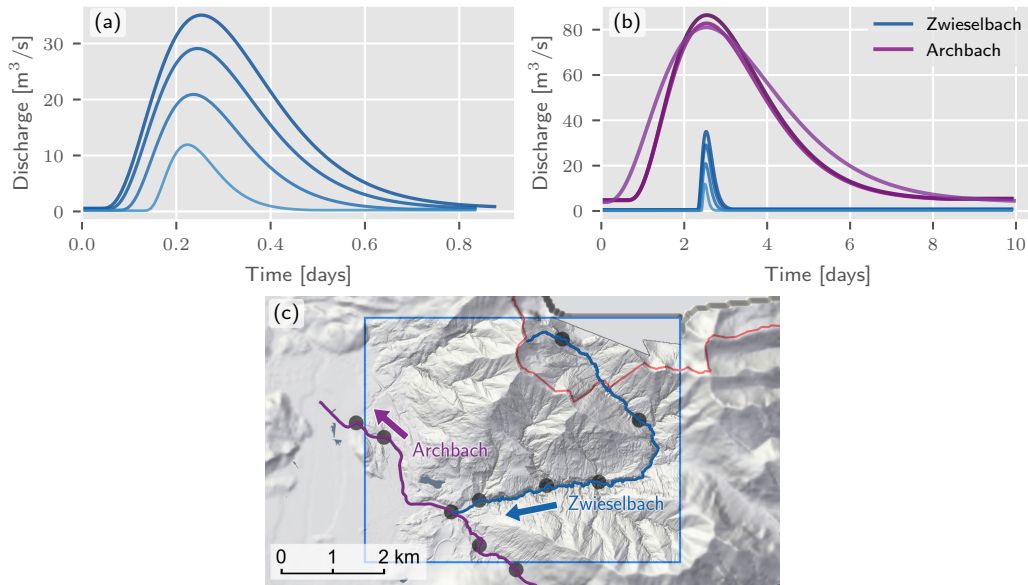 (a)
Discharge [m³/s]
30
20
10
0
0.0 0.2 0.4 0.6 0.8
Time [days]
(b)
Zwieselbach
Archbach
Discharge [m³/s]
80
60
40
20
0
0 2 4 6 8 10
Time [days]
(c)
Archbach
Zwieselbach
0 1 2 km